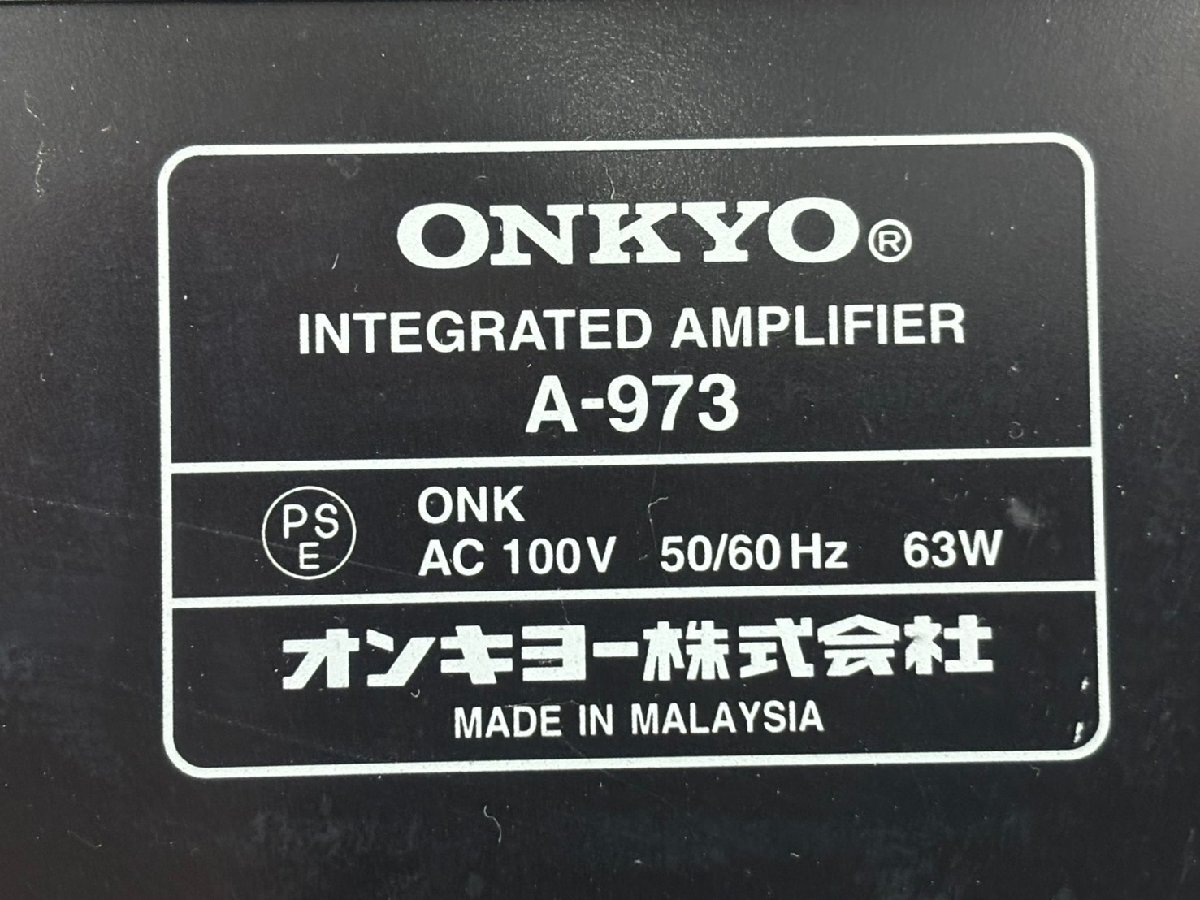 ONKYO®
INTEGRATED AMPLIFIER
A-973
PS
E
ONK
AC 100V 50/60Hz 63W
オンキヨー株式会社
MADE IN MALAYSIA